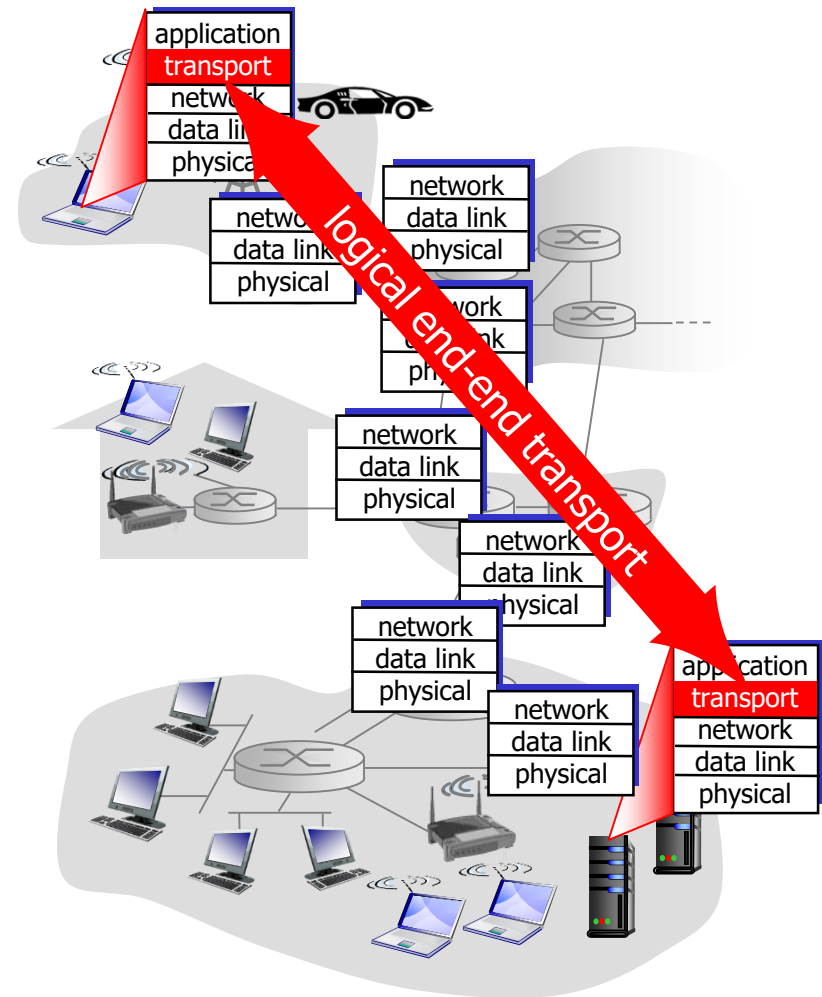 application
transport
network
data link
physical
network
data link
physical
network
data link
physical
network
data link
physical
logical end-end transport
network
data link
physical
network
data link
physical
network
data link
physical
network
data link
physical
application
transport
network
data link
physical